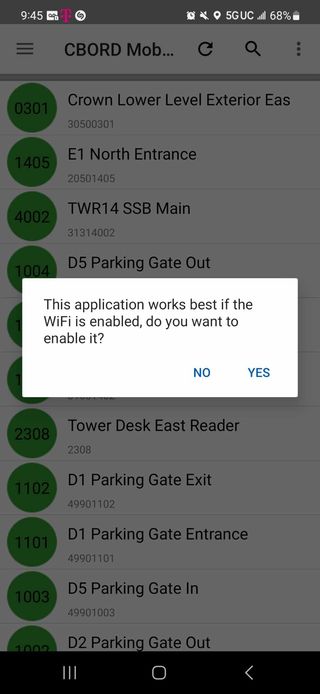 9:45 5G UC 68%
CBORD Mob...
0301 Crown Lower Level Exterior Eas
30500301
1405 E1 North Entrance
20501405
4002 TWR14 SSB Main
31314002
1004 D5 Parking Gate Out
This application works best if the
WiFi is enabled, do you want to
enable it?
NO YES
2308 Tower Desk East Reader
2308
1102 D1 Parking Gate Exit
49901102
1101 D1 Parking Gate Entrance
49901101
1003 D5 Parking Gate In
49901003
1002 D2 Parking Gate Out